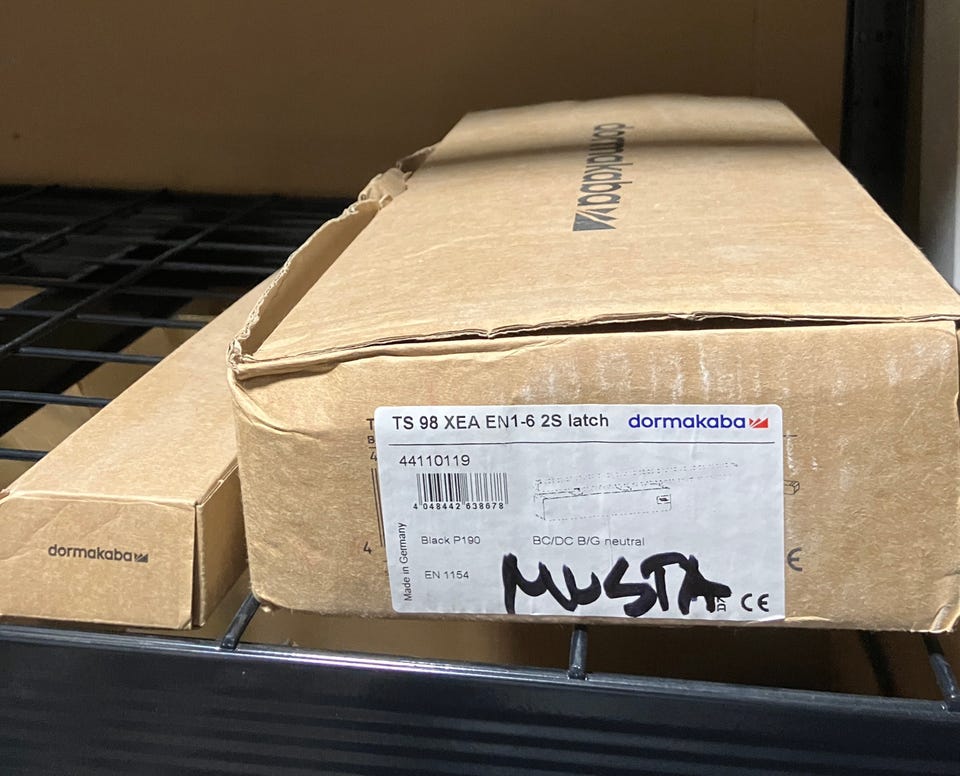 dormakaba
TS 98 XEA EN1-6 2S latch dormakaba
44110119
4 048442 638678
Black P190 BC/DC B/G neutral
EN 1154
Made in Germany
MUSTA
CE
dormakaba